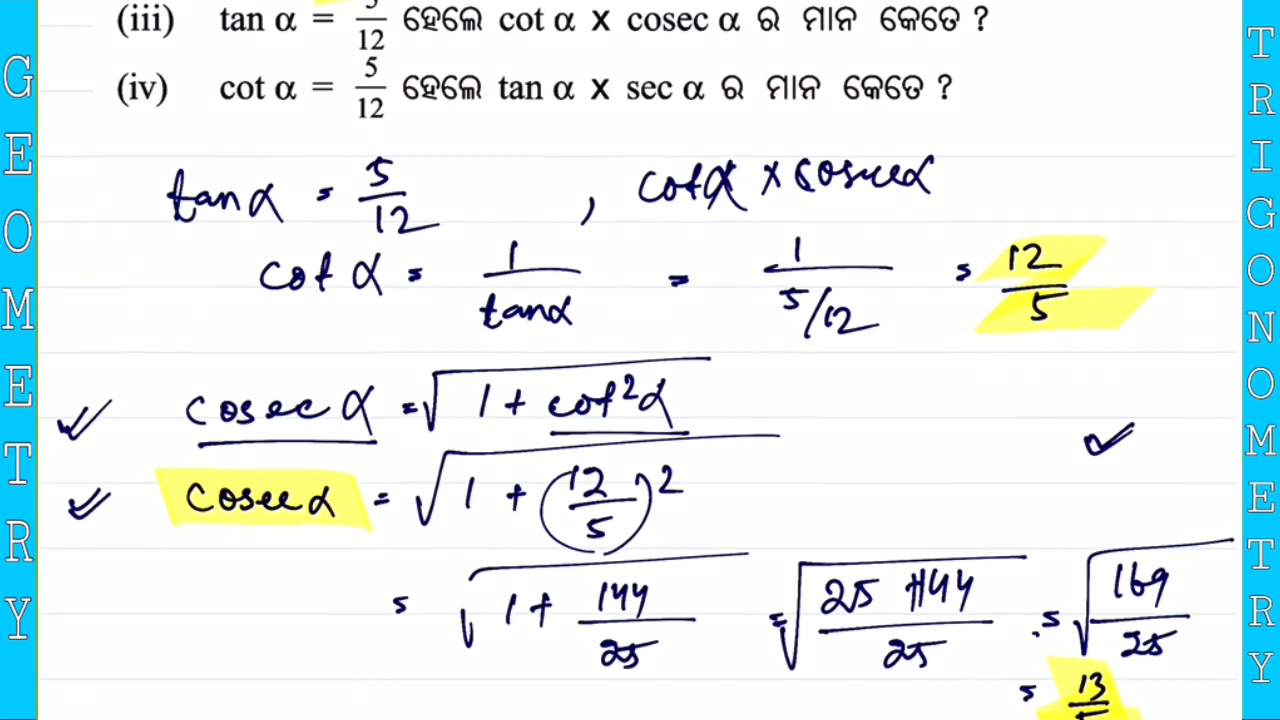 GEOMETRY
(iii) tan α = 5/12 ହେଲେ cot α x cosec α ର ମାନ କେତେ ?
(iv) cot α = 5/12 ହେଲେ tan α x sec α ର ମାନ କେତେ ?
tan α = 5/12 , cot α × cosec α
cot α = 1/tan α = 1/5/12 = 12/5
cosec α = √1 + cot²α
cosec α = √1 + (12/5)2
= √1 + 144/25 = √25 +144/25 = √169/25
= 13/5
TRIGONOMETRY